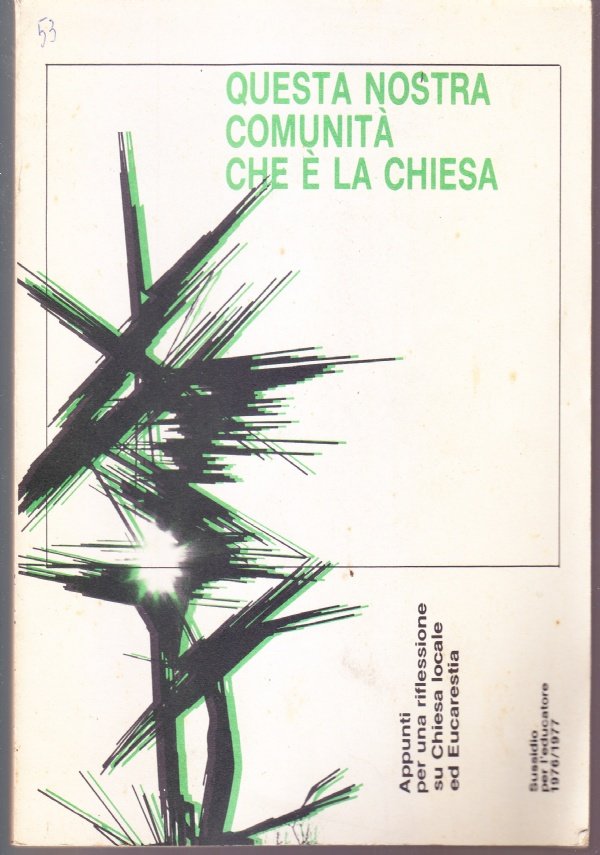 53
QUESTA NOSTRA
COMUNITÀ
CHE È LA CHIESA
Appunti
per una riflessione
su Chiesa locale
ed Eucarestia
Sussidio
per l'educatore
1976/1977